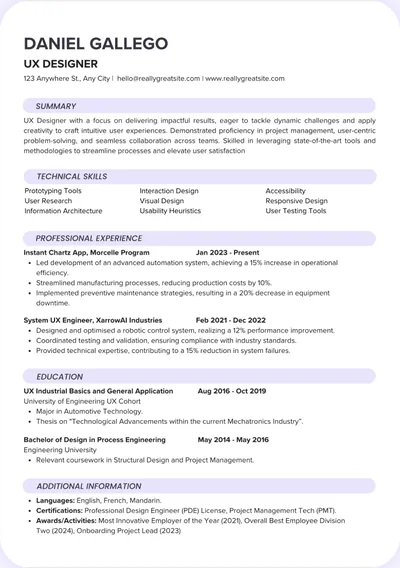 DANIEL GALLEGO
UX DESIGNER
123 Anywhere St., Any City | hello@reallygreatsite.com | www.reallygreatsite.com
SUMMARY
UX Designer with a focus on delivering impactful results, eager to tackle dynamic challenges and apply
creativity to craft intuitive user experiences. Demonstrated proficiency in project management, user-centric
problem-solving, and seamless collaboration across teams. Skilled in leveraging state-of-the-art tools and
methodologies to streamline processes and elevate user satisfaction
TECHNICAL SKILLS
Prototyping Tools Interaction Design Accessibility
User Research Visual Design Responsive Design
Information Architecture Usability Heuristics User Testing Tools
PROFESSIONAL EXPERIENCE
Instant Chartz App, Morcelle Program Jan 2023 - Present
• Led development of an advanced automation system, achieving a 15% increase in operational
efficiency.
• Streamlined manufacturing processes, reducing production costs by 10%.
• Implemented preventive maintenance strategies, resulting in a 20% decrease in equipment
downtime.
System UX Engineer, XarrowAI Industries Feb 2021 - Dec 2022
• Designed and optimised a robotic control system, realizing a 12% performance improvement.
• Coordinated testing and validation, ensuring compliance with industry standards.
• Provided technical expertise, contributing to a 15% reduction in system failures.
EDUCATION
UX Industrial Basics and General Application Aug 2016 - Oct 2019
University of Engineering UX Cohort
• Major in Automotive Technology.
• Thesis on "Technological Advancements within the current Mechatronics Industry".
Bachelor of Design in Process Engineering May 2014 - May 2016
Engineering University
• Relevant coursework in Structural Design and Project Management.
ADDITIONAL INFORMATION
• Languages: English, French, Mandarin.
• Certifications: Professional Design Engineer (PDE) License, Project Management Tech (PMT).
• Awards/Activities: Most Innovative Employer of the Year (2021), Overall Best Employee Division
Two (2024), Onboarding Project Lead (2023)